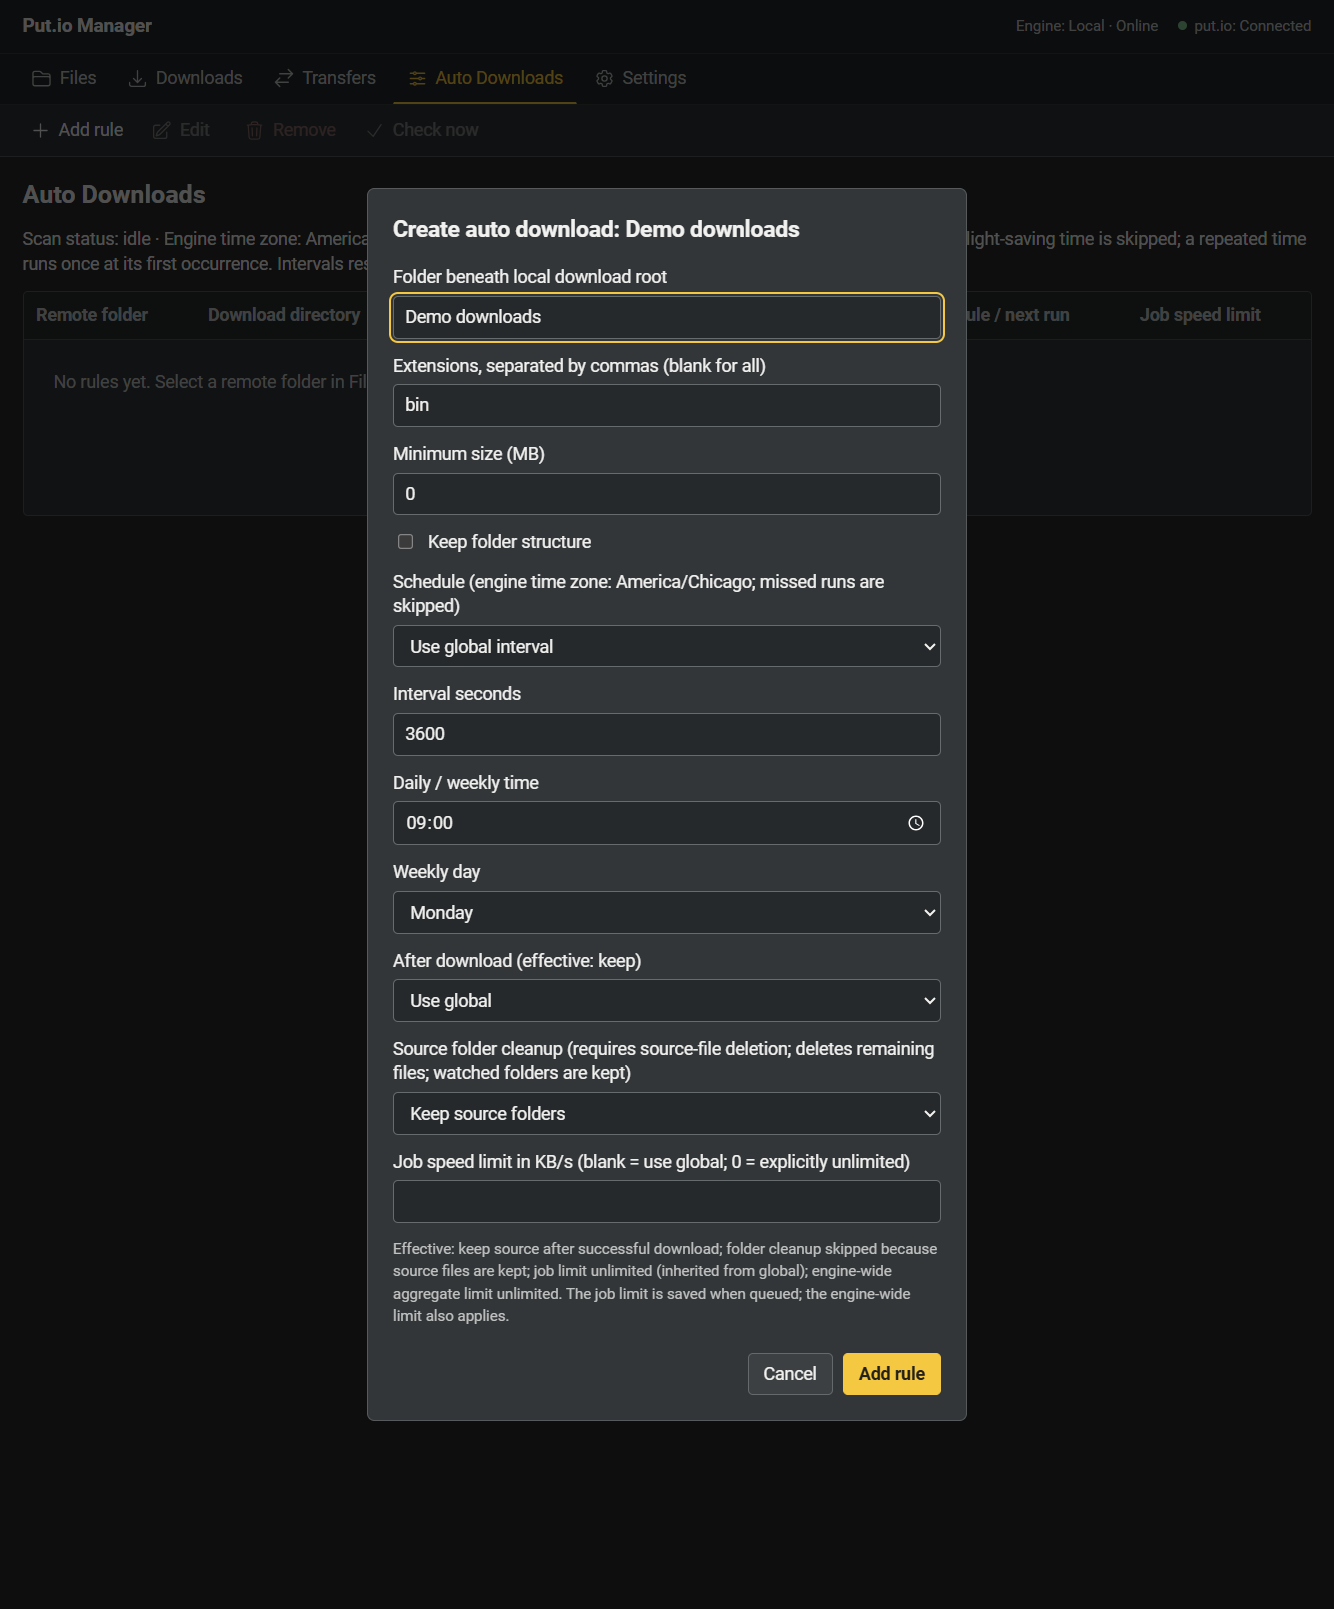 Put.io Manager
Engine: Local · Online
put.io: Connected
Files
Downloads
Transfers
Auto Downloads
Settings
Add rule
Edit
Remove
Check now
Auto Downloads
Scan status: idle · Engine time zone: America
light-saving time is skipped; a repeated time
runs once at its first occurrence. Intervals
Remote folder
Download directory
/ next run
Job speed limit
No rules yet. Select a remote folder in
Create auto download: Demo downloads
Folder beneath local download root
Demo downloads
Extensions, separated by commas (blank for all)
bin
Minimum size (MB)
0
Keep folder structure
Schedule (engine time zone: America/Chicago; missed runs are
skipped)
Use global interval
Interval seconds
3600
Daily / weekly time
09:00
Weekly day
Monday
After download (effective: keep)
Use global
Source folder cleanup (requires source-file deletion; deletes remaining
files; watched folders are kept)
Keep source folders
Job speed limit in KB/s (blank = use global; 0 = explicitly unlimited)
Effective: keep source after successful download; folder cleanup skipped because
source files are kept; job limit unlimited (inherited from global); engine-wide
aggregate limit unlimited. The job limit is saved when queued; the engine-wide
limit also applies.
Cancel
Add rule